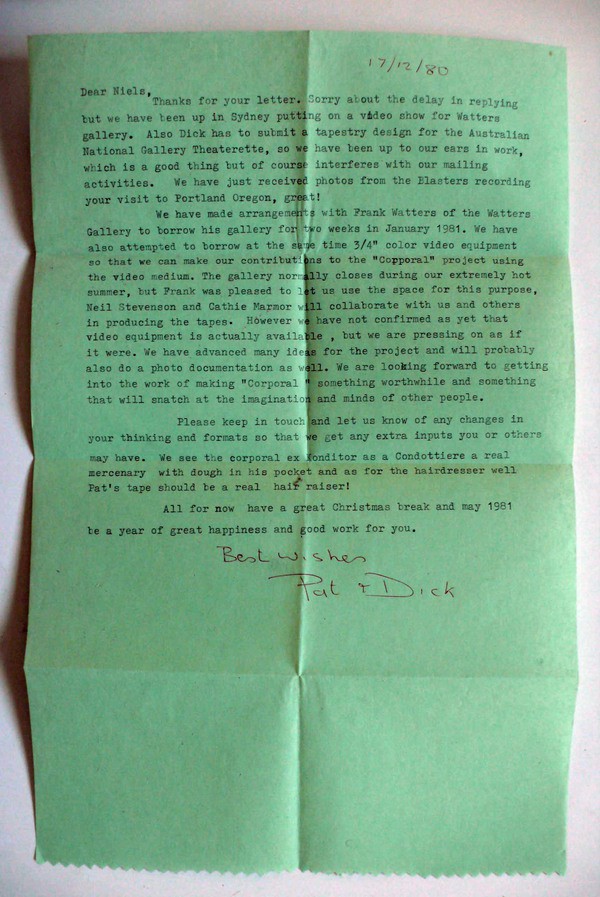 17/12/80
Dear Niels,
Thanks for your letter. Sorry about the delay in replying
but we have been up in Sydney putting on a video show for Watters
gallery. Also Dick has to submit a tapestry design for the Australian
National Gallery Theaterette, so we have been up to our ears in work,
which is a good thing but of course interferes with our mailing
activities. We have just received photos from the Blasters recording
your visit to Portland Oregon, great!
We have made arrangements with Frank Watters of the Watters
Gallery to borrow his gallery for two weeks in January 1981. We have
also attempted to borrow at the same time 3/4" color video equipment
so that we can make our contributions to the "Copporal" project using
the video medium. The gallery normally closes during our extremely hot
summer, but Frank was pleased to let us use the space for this purpose,
Neil Stevenson and Cathie Marmor will collaborate with us and others
in producing the tapes. However we have not confirmed as yet that
video equipment is actually available , but we are pressing on as if
it were. We have advanced many ideas for the project and will probably
also do a photo documentation as well. We are looking forward to getting
into the work of making "Corporal " something worthwhile and something
that will snatch at the imagination and minds of other people.
Please keep in touch and let us know of any changes in
your thinking and formats so that we get any extra inputs you or others
may have. We see the corporal ex Konditor as a Condottiere a real
mercenary with dough in his pocket and as for the hairdresser well
Pat's tape should be a real hair raiser!
All for now have a great Christmas break and may 1981
be a year of great happiness and good work for you.
Best wishes
Pat + Dick